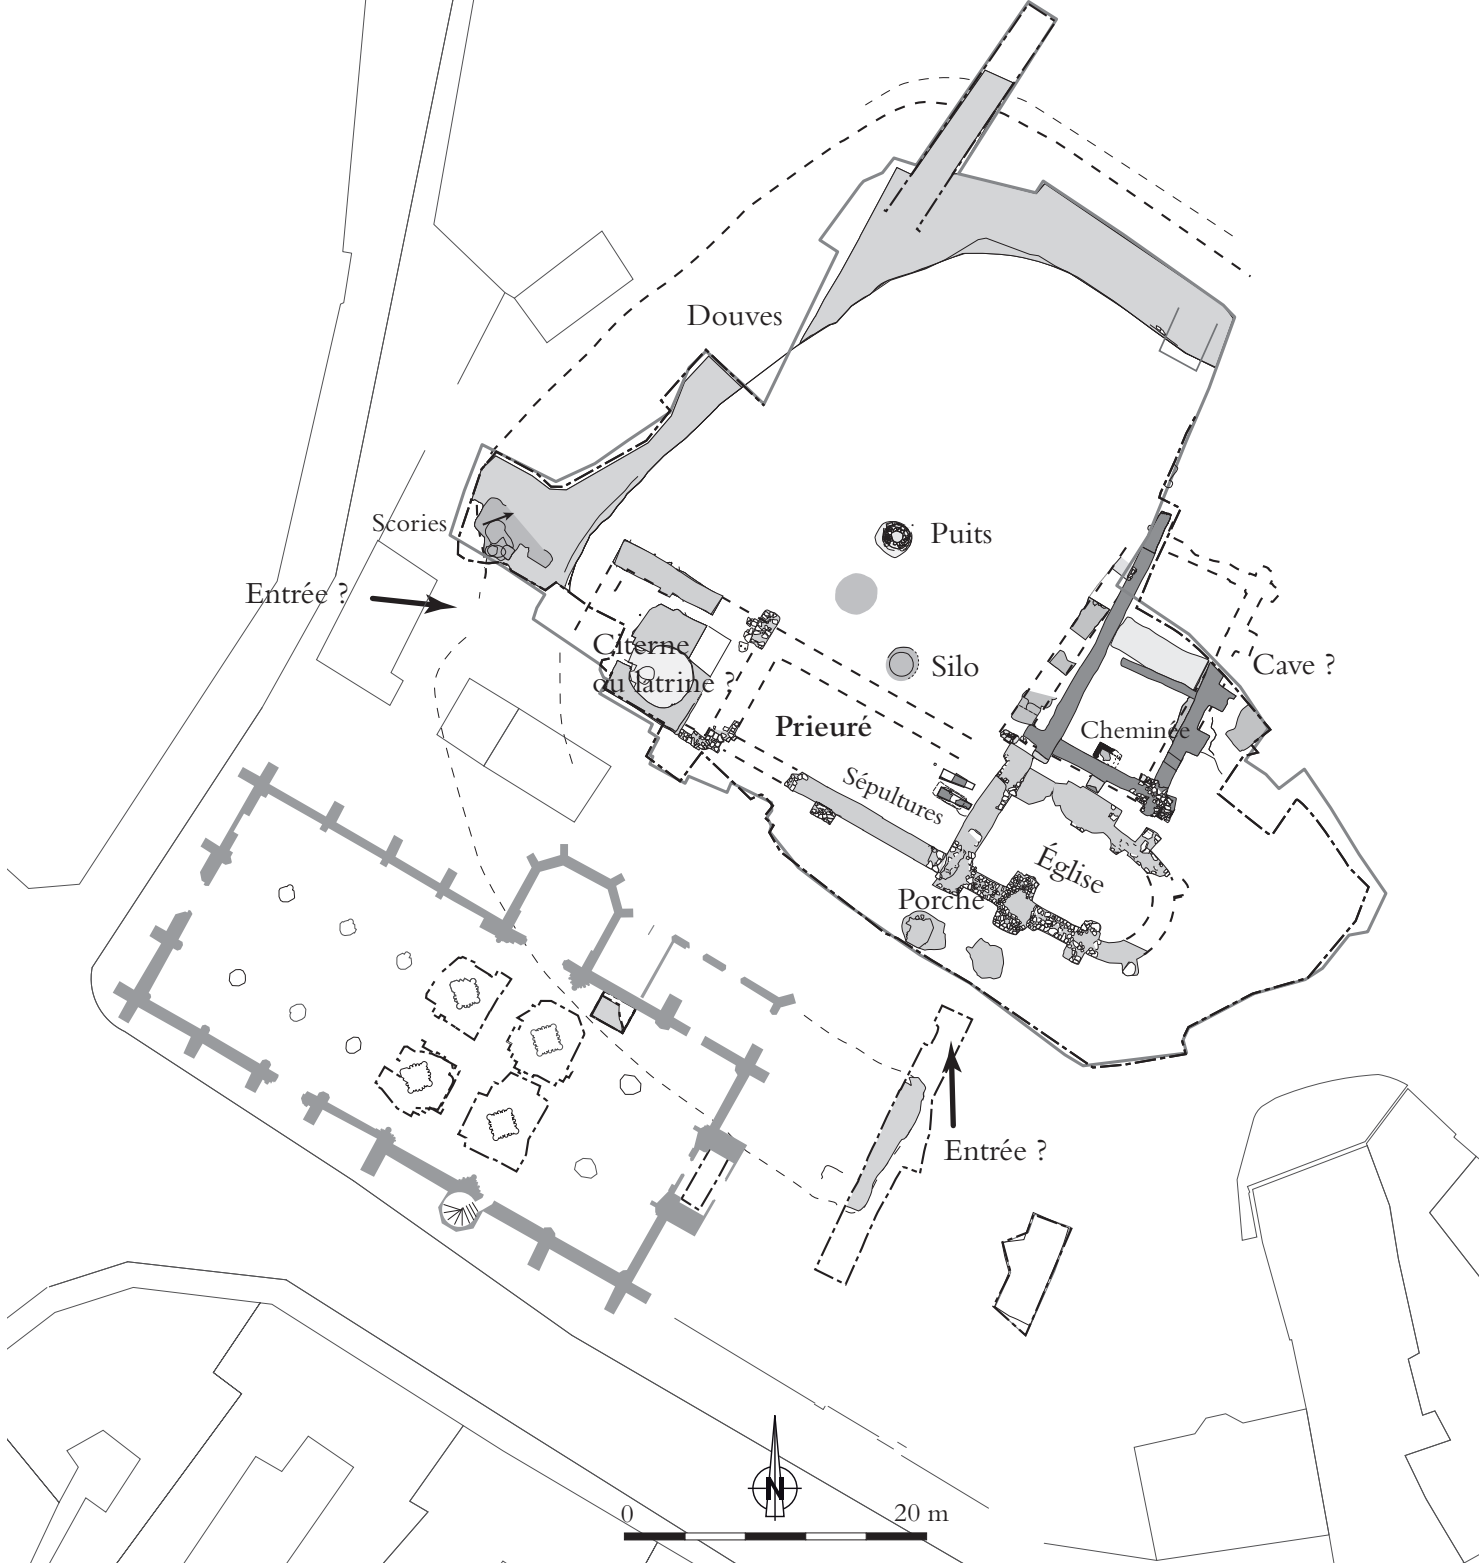 Douves
Scories
Puits
Entrée ?
Citerne
ou latrine ?
Silo
Cave ?
Prieuré
Cheminée
Sépultures
Église
Porche
Entrée ?
N
0
20 m